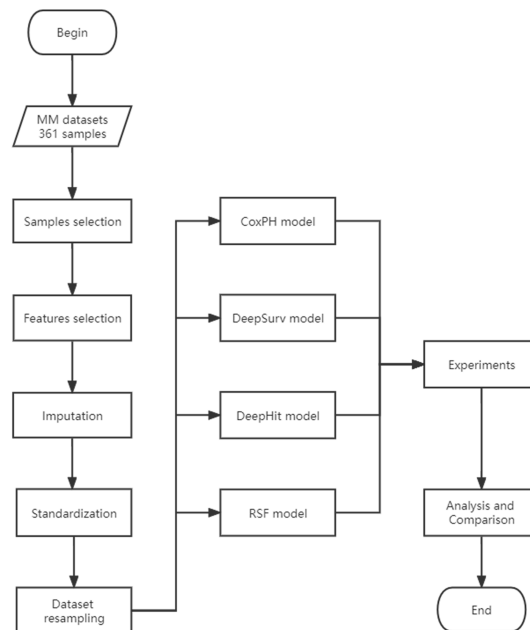 Begin
MM datasets
361 samples
Samples selection
Features selection
Imputation
Standardization
Dataset
resampling
CoxPH model
DeepSurv model
DeepHit model
RSF model
Experiments
Analysis and
Comparison
End